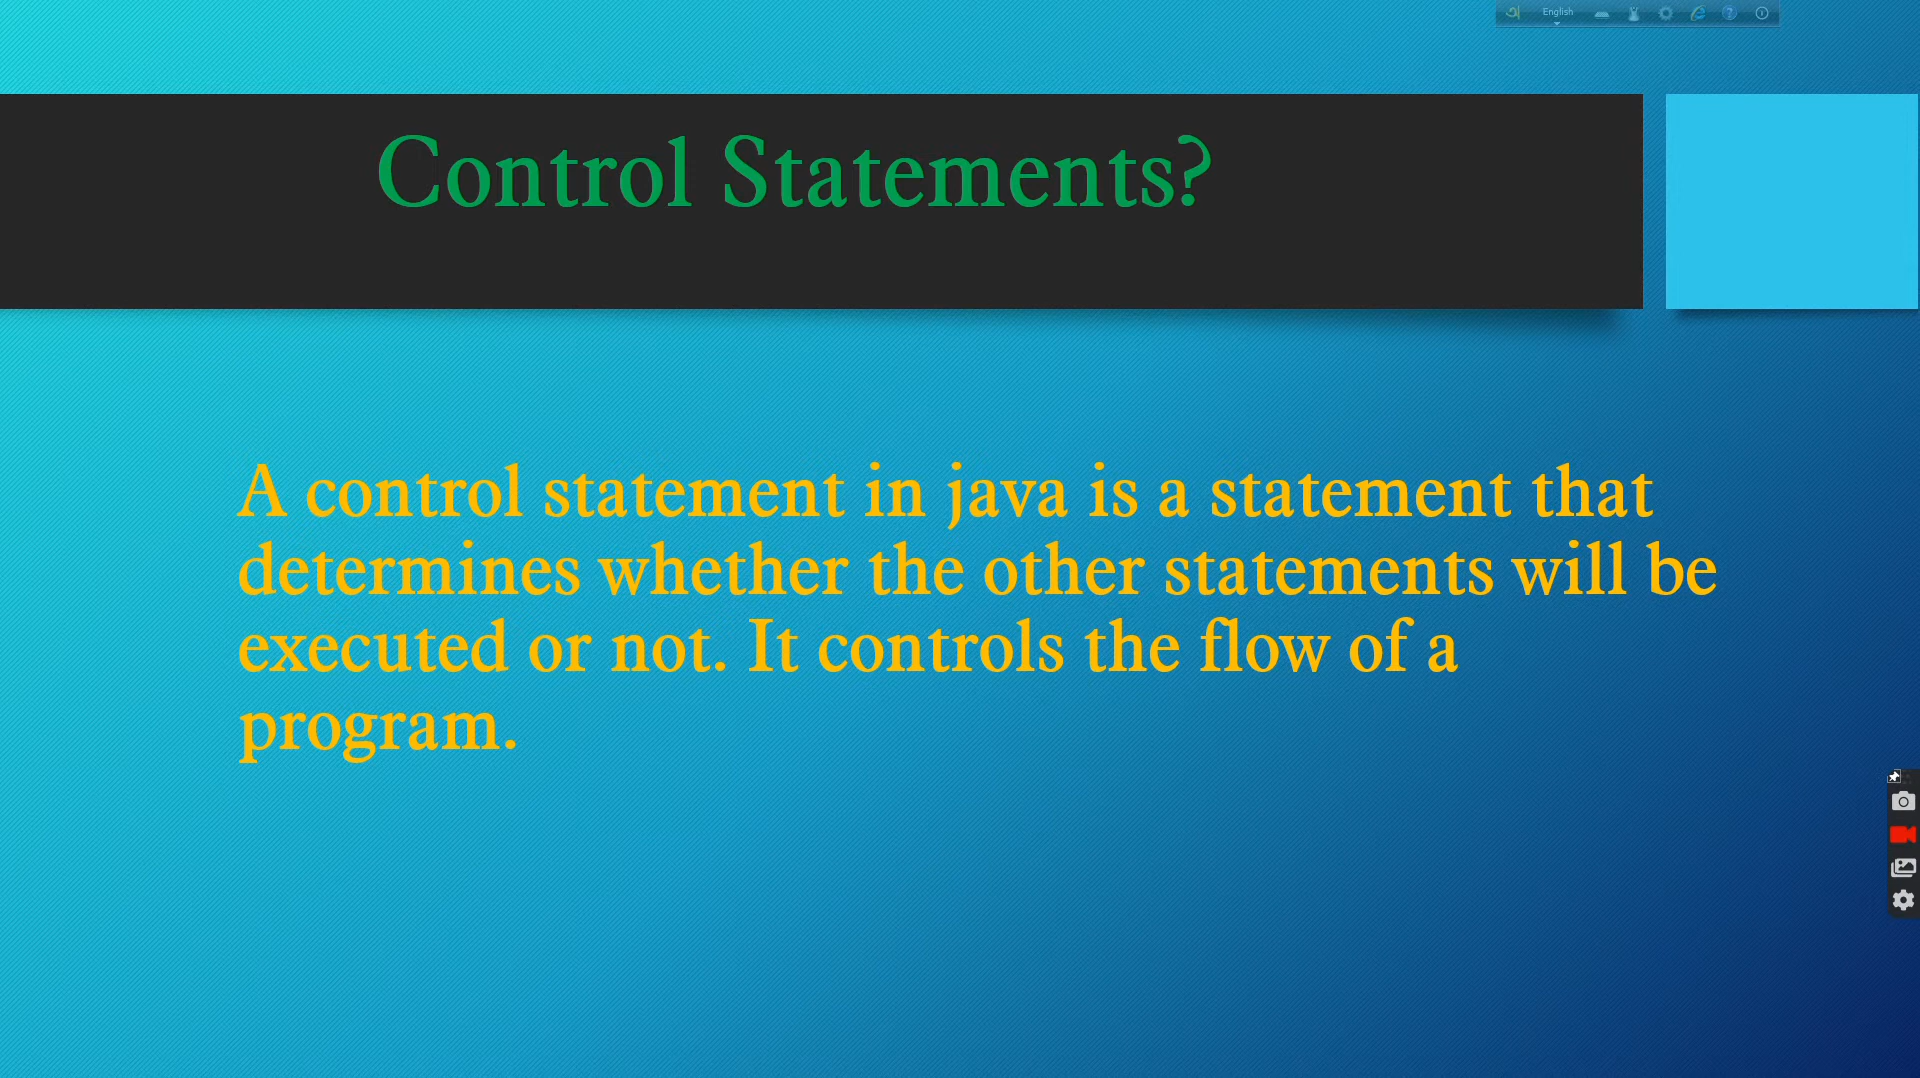 English
Control Statements?
A control statement in java is a statement that
determines whether the other statements will be
executed or not. It controls the flow of a
program.